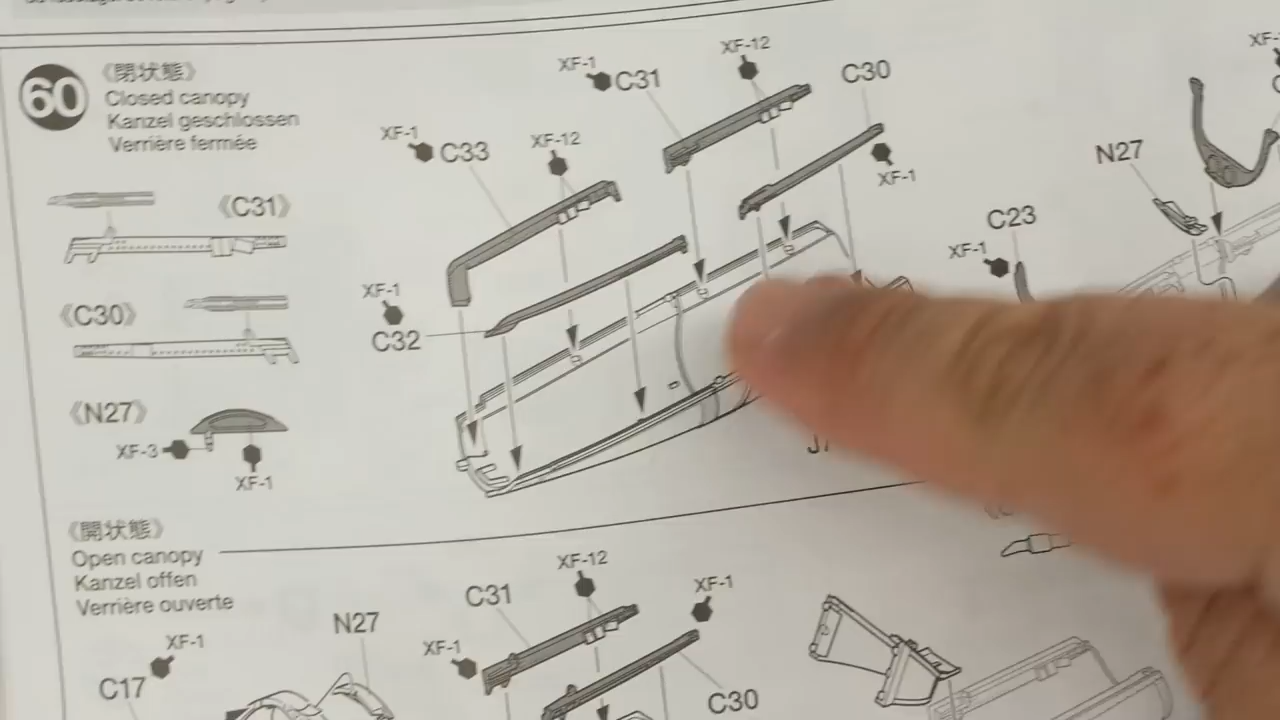 60
《閉状態》
Closed canopy
Kanzel geschlossen
Verrière fermée
《C31》
《C30》
《N27》
XF-3
XF-1
XF-1
C33
XF-12
XF-1
C31
XF-12
C30
XF-1
XF-1
C32
N27
C23
XF-1
《開状態》
Open canopy
Kanzel offen
Verrière ouverte
XF-1
C17
N27
C31
XF-12
XF-1
XF-1
C30